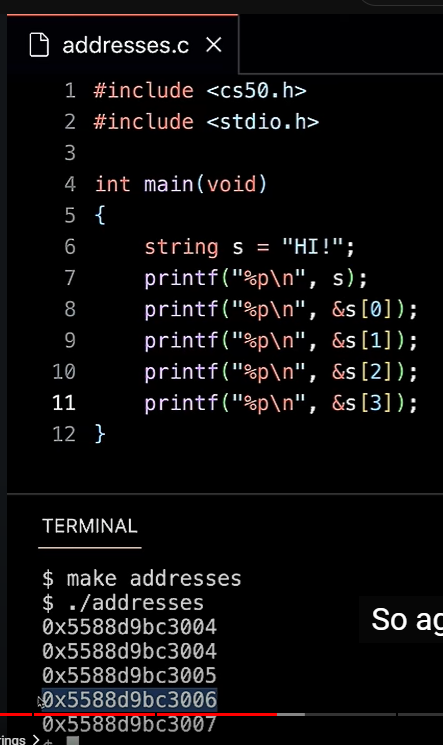 addresses.c ×
1 #include <cs50.h>
2 #include <stdio.h>
3
4 int main(void)
5 {
6     string s = "HI!";
7     printf("%p\n", s);
8     printf("%p\n", &s[0]);
9     printf("%p\n", &s[1]);
10     printf("%p\n", &s[2]);
11     printf("%p\n", &s[3]);
12 }
TERMINAL
$ make addresses
$ ./addresses
0x5588d9bc3004
So ag
0x5588d9bc3004
0x5588d9bc3005
0x5588d9bc3006
0x5588d9bc3007
rings >
$